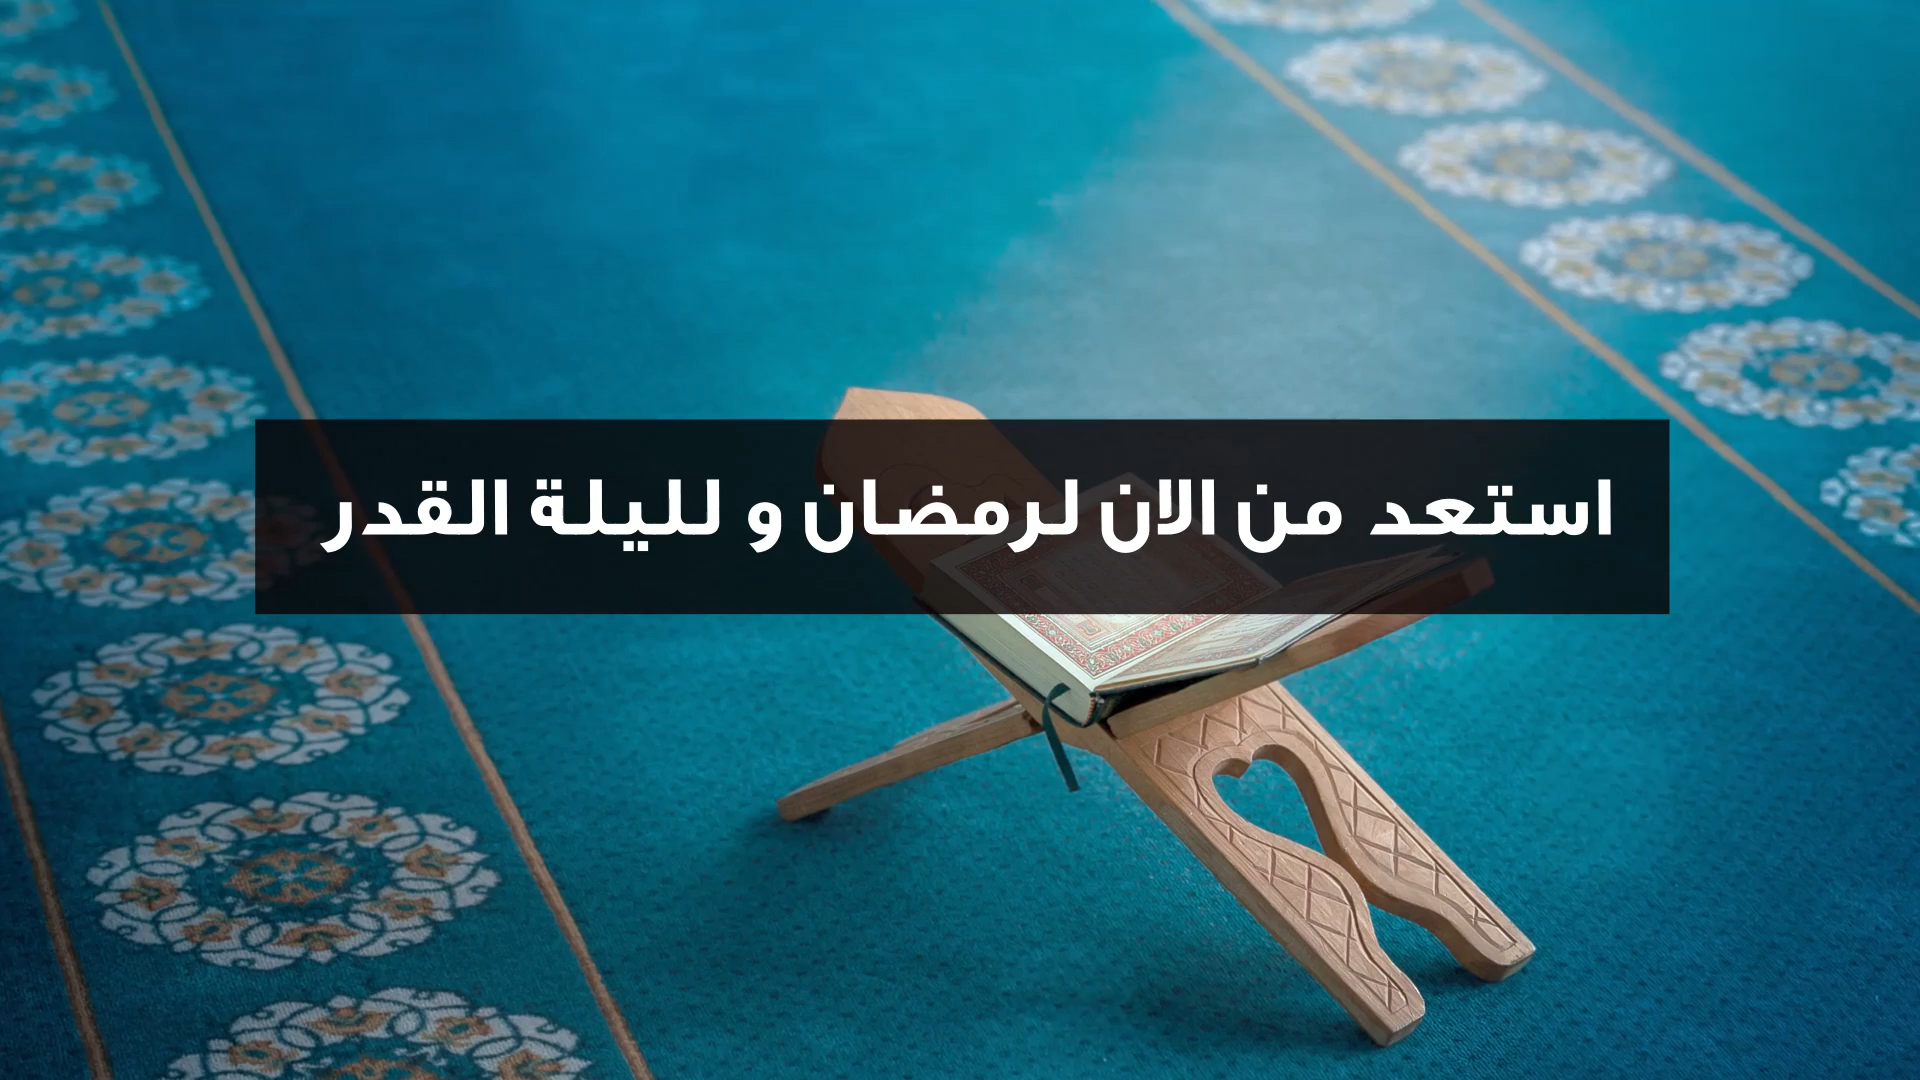 استعد من الان لرمضان و لليلة القدر